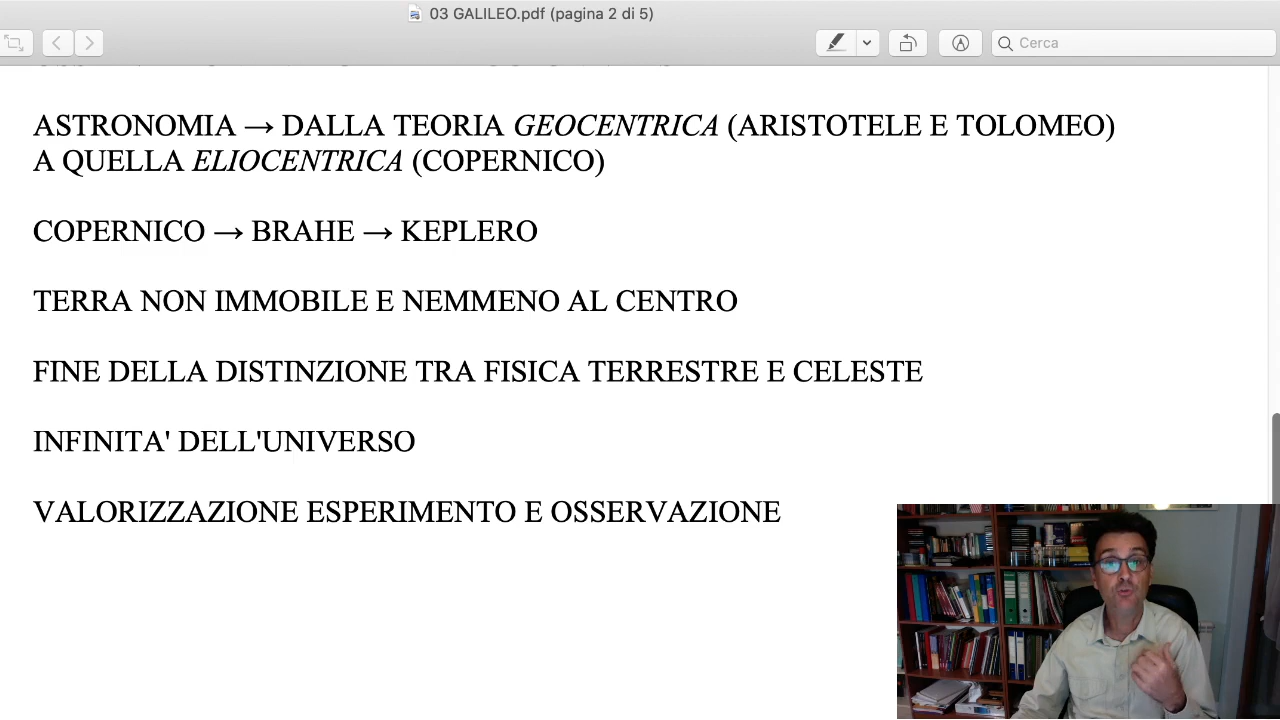 03 GALILEO.pdf (pagina 2 di 5)
Cerca
ASTRONOMIA → DALLA TEORIA GEOCENTRICA (ARISTOTELE E TOLOMEO)
A QUELLA ELIOCENTRICA (COPERNICO)
COPERNICO → BRAHE → KEPLERO
TERRA NON IMMOBILE E NEMMENO AL CENTRO
FINE DELLA DISTINZIONE TRA FISICA TERRESTRE E CELESTE
INFINITA' DELL'UNIVERSO
VALORIZZAZIONE ESPERIMENTO E OSSERVAZIONE